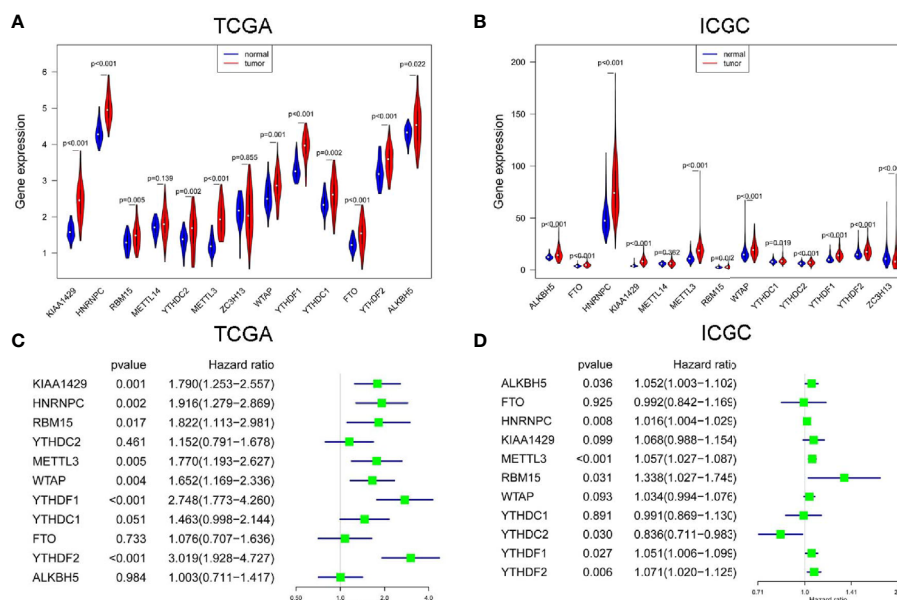 A
TCGA
normal
tumor
Gene expression
6
5
4
3
2
1
p<0.001
p<0.001
p=0.005
p=0.139
p=0.002
p<0.001
p=0.855
p=0.001
p<0.001
p=0.002
p<0.001
p<0.001
p=0.022
KIAA1429
HNRNPC
RBM15
METTL14
YTHDC2
METTL3
ZC3H13
WTAP
YTHDF1
YTHDC1
FTO
YTHDF2
ALKBH5
B
ICGC
normal
tumor
Gene expression
200
150
100
50
0
p<0.001
p<0.001
p<0.001
p<0.001
p=0.362
p<0.001
p=0.002
p<0.001
p=0.019
p<0.001
p<0.001
p<0.001
p<0.00
ALKBH5
FTO
HNRNPC
KIAA1429
METTL14
METTL3
RBM15
WTAP
YTHDC1
YTHDC2
YTHDF1
YTHDF2
ZC3H13
C
TCGA
pvalue Hazard ratio
KIAA1429 0.001 1.790(1.253−2.557)
HNRNPC 0.002 1.916(1.279−2.869)
RBM15 0.017 1.822(1.113−2.981)
YTHDC2 0.461 1.152(0.791−1.678)
METTL3 0.005 1.770(1.193−2.627)
WTAP 0.004 1.652(1.169−2.336)
YTHDF1 <0.001 2.748(1.773−4.260)
YTHDC1 0.051 1.463(0.998−2.144)
FTO 0.733 1.076(0.707−1.636)
YTHDF2 <0.001 3.019(1.928−4.727)
ALKBH5 0.984 1.003(0.711−1.417)
0.50 1.0 2.0 4.0
D
ICGC
pvalue Hazard ratio
ALKBH5 0.036 1.052(1.003−1.102)
FTO 0.925 0.992(0.842−1.169)
HNRNPC 0.008 1.016(1.004−1.029)
KIAA1429 0.099 1.068(0.988−1.154)
METTL3 <0.001 1.057(1.027−1.087)
RBM15 0.031 1.338(1.027−1.745)
WTAP 0.093 1.034(0.994−1.076)
YTHDC1 0.891 0.991(0.869−1.130)
YTHDC2 0.030 0.836(0.711−0.983)
YTHDF1 0.027 1.051(1.006−1.099)
YTHDF2 0.006 1.071(1.020−1.125)
0.71 1.0 1.41 2
Hazard ratio